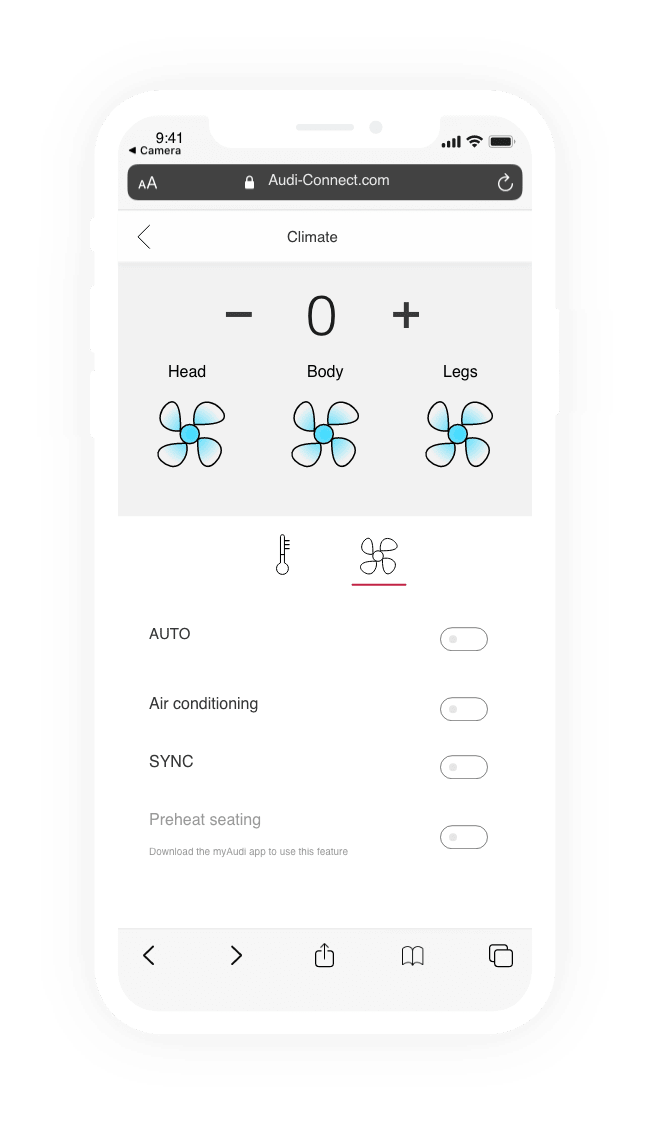 9:41
◀ Camera
AA Audi-Connect.com
Climate
− 0 +
Head Body Legs
AUTO
Air conditioning
SYNC
Preheat seating
Download the myAudi app to use this feature